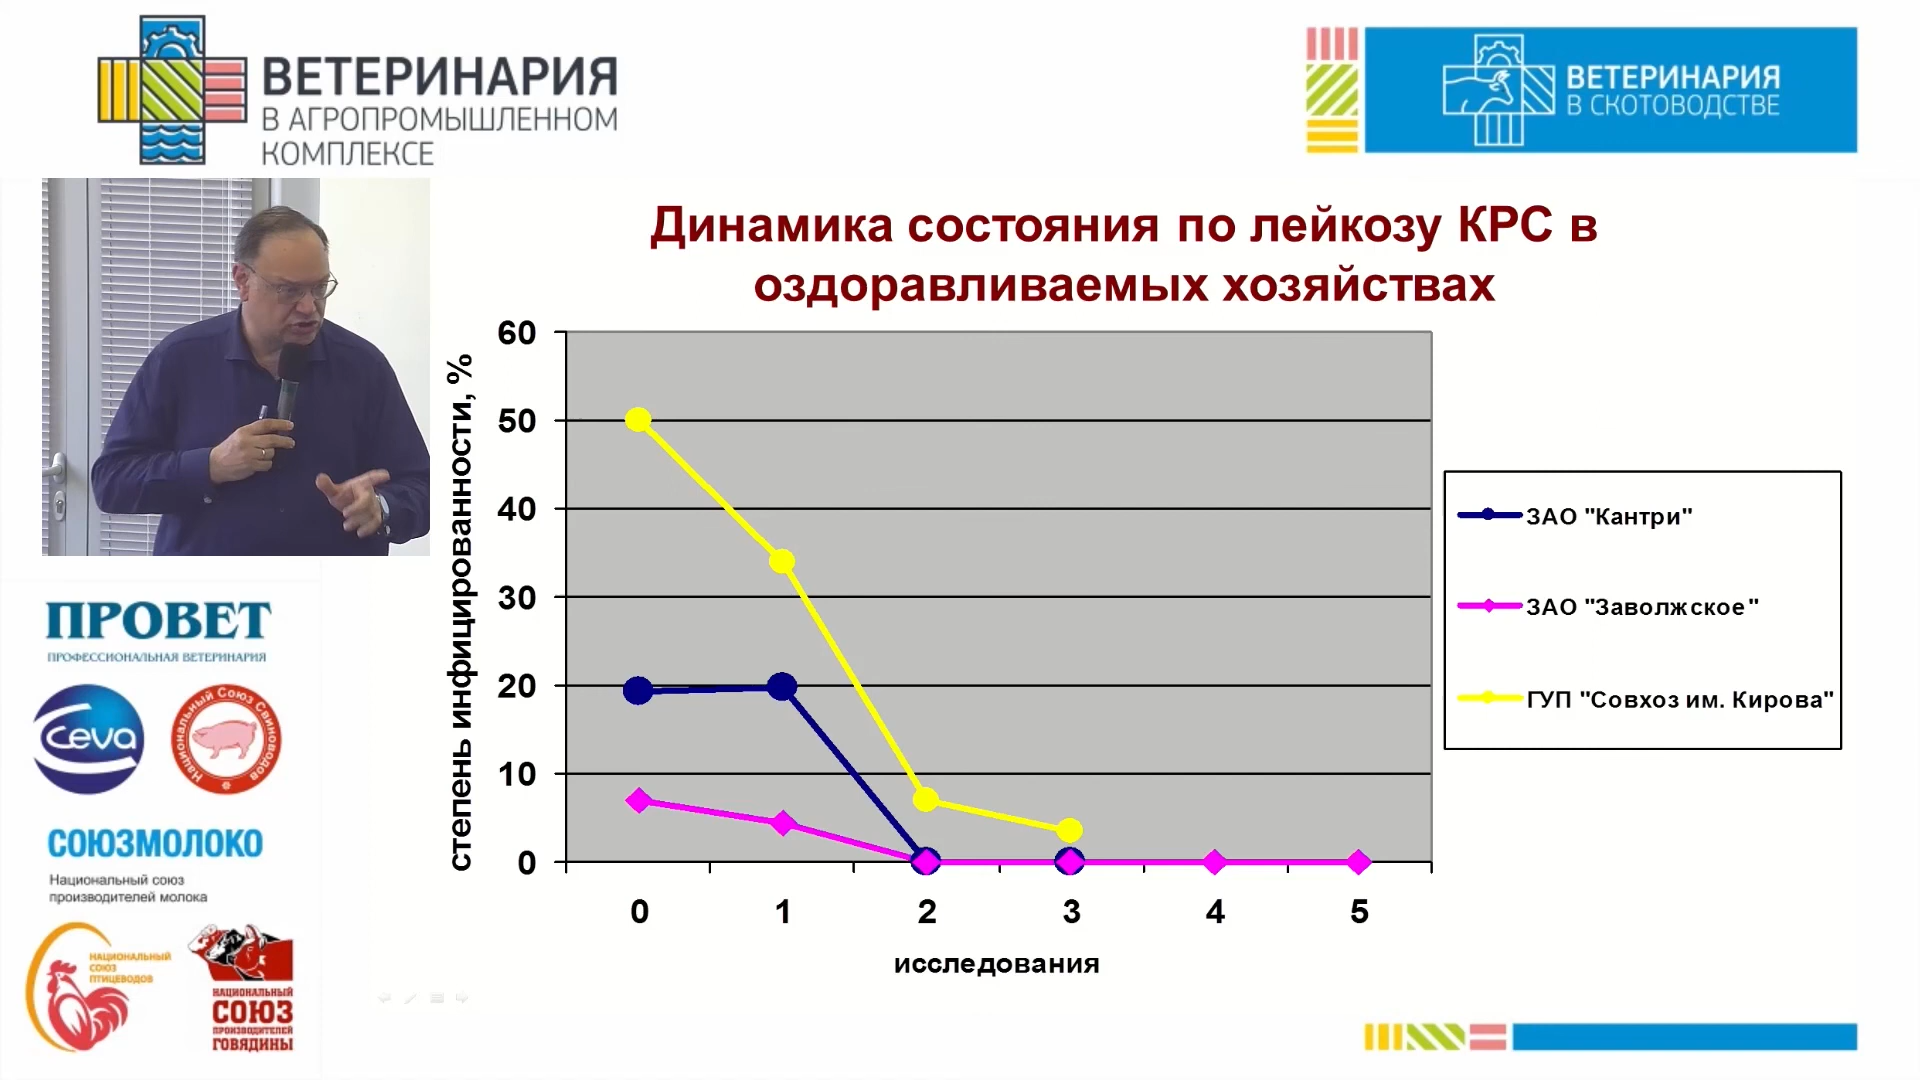 ВЕТЕРИНАРИЯ
В АГРОПРОМЫШЛЕННОМ
КОМПЛЕКСЕ
ВЕТЕРИНАРИЯ
В СКОТОВОДСТВЕ
Динамика состояния по лейкозу КРС в
оздоравливаемых хозяйствах
степень инфицированности, %
60
50
40
30
20
10
0
0 1 2 3 4 5
исследования
ЗАО "Кантри"
ЗАО "Заволжское"
ГУП "Совхоз им. Кирова"
ПРОВЕТ
ПРОФЕССИОНАЛЬНАЯ ВЕТЕРИНАРИЯ
ceva
Национальный Союз Свиноводов
СОЮЗМОЛОКО
Национальный союз
производителей молока
НАЦИОНАЛЬНЫЙ
СОЮЗ
ПТИЦЕВОДОВ
НАЦИОНАЛЬНЫЙ
СОЮЗ
ПРОИЗВОДИТЕЛЕЙ
ГОВЯДИНЫ